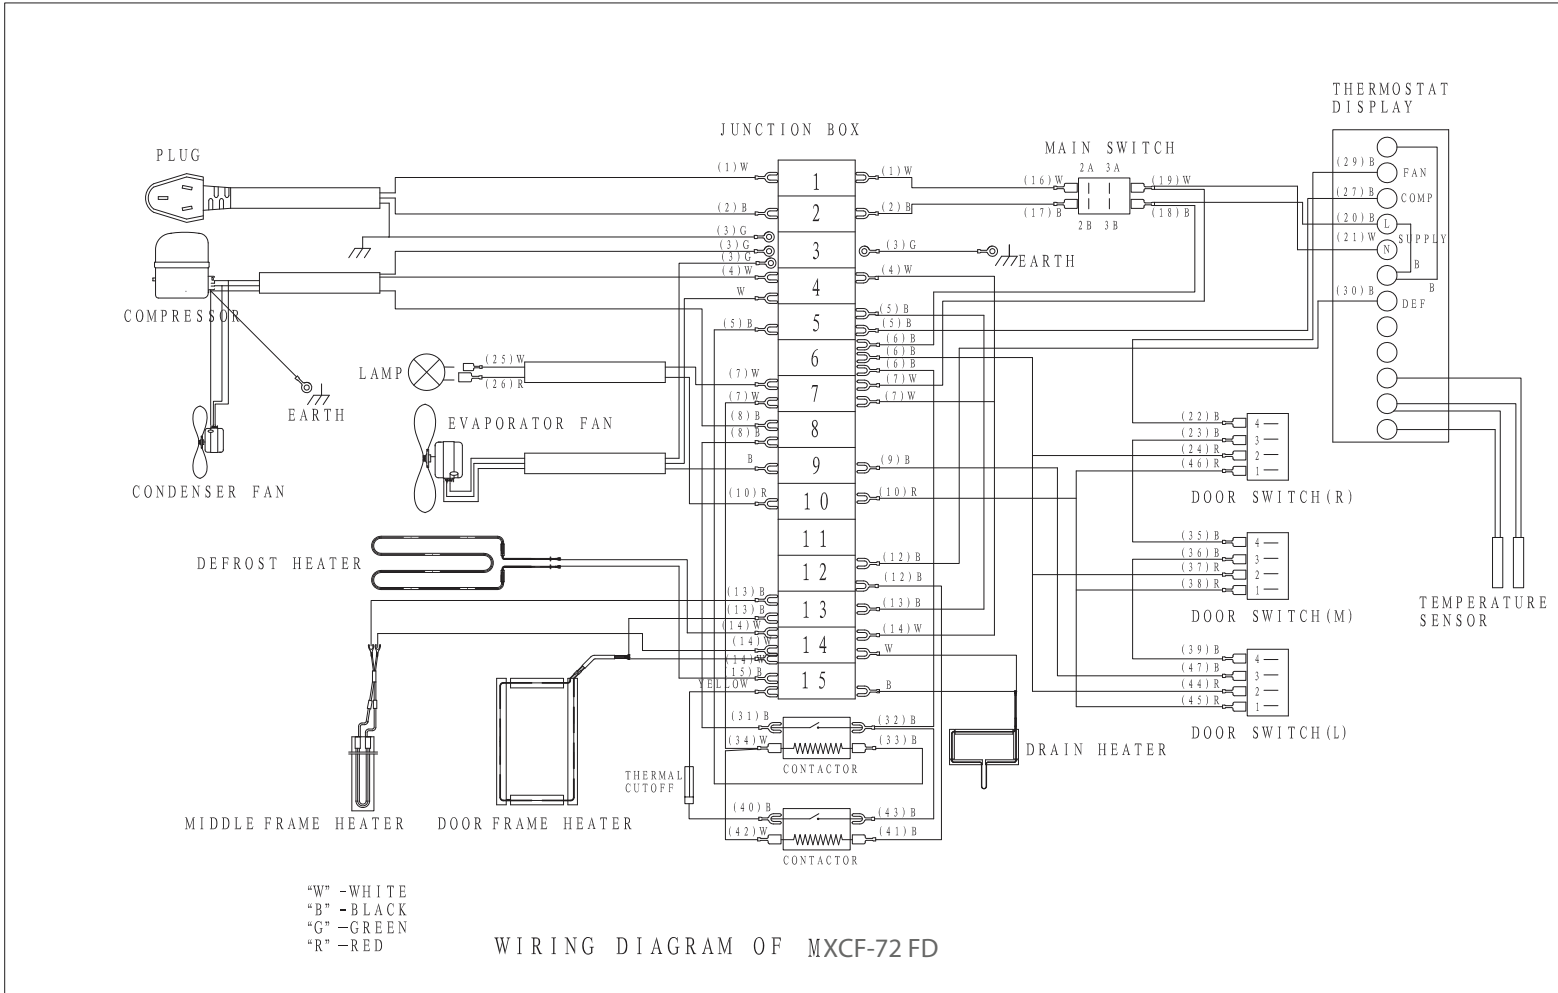 THERMOSTAT
DISPLAY
JUNCTION BOX
MAIN SWITCH
PLUG
2A 3A
2B 3B
(1)W
(2)B
(3)G
(3)G
(3)G
(4)W
W
(5)B
(7)W
(7)W
(8)B
(8)B
B
(10)R
(13)B
(13)B
(14)W
(14)W
(14)W
(15)B
YELLOW
1
2
3
4
5
6
7
8
9
10
11
12
13
14
15
(1)W
(2)B
(3)G
(4)W
(5)B
(5)B
(6)B
(6)B
(6)B
(7)W
(7)W
(9)B
(10)R
(12)B
(12)B
(13)B
(14)W
W
B
(16)W
(17)B
(19)W
(18)B
EARTH
(29)B
FAN
(27)B
COMP
(20)B
L
(21)W
N
SUPPLY
B
B
(30)B
DEF
COMPRESSOR
EARTH
CONDENSER FAN
LAMP
(25)W
(26)R
EVAPORATOR FAN
DEFROST HEATER
(22)B
(23)B
(24)R
(46)R
4
3
2
1
DOOR SWITCH(R)
(35)B
(36)B
(37)R
(38)R
4
3
2
1
DOOR SWITCH(M)
(39)B
(47)B
(44)R
(45)R
4
3
2
1
DOOR SWITCH(L)
TEMPERATURE
SENSOR
(31)B
(32)B
(34)W
(33)B
CONTACTOR
THERMAL
CUTOFF
(40)B
(43)B
(42)W
(41)B
CONTACTOR
DRAIN HEATER
MIDDLE FRAME HEATER
DOOR FRAME HEATER
"W" -WHITE
"B" -BLACK
"G" —GREEN
"R" —RED
WIRING DIAGRAM OF MXCF-72 FD